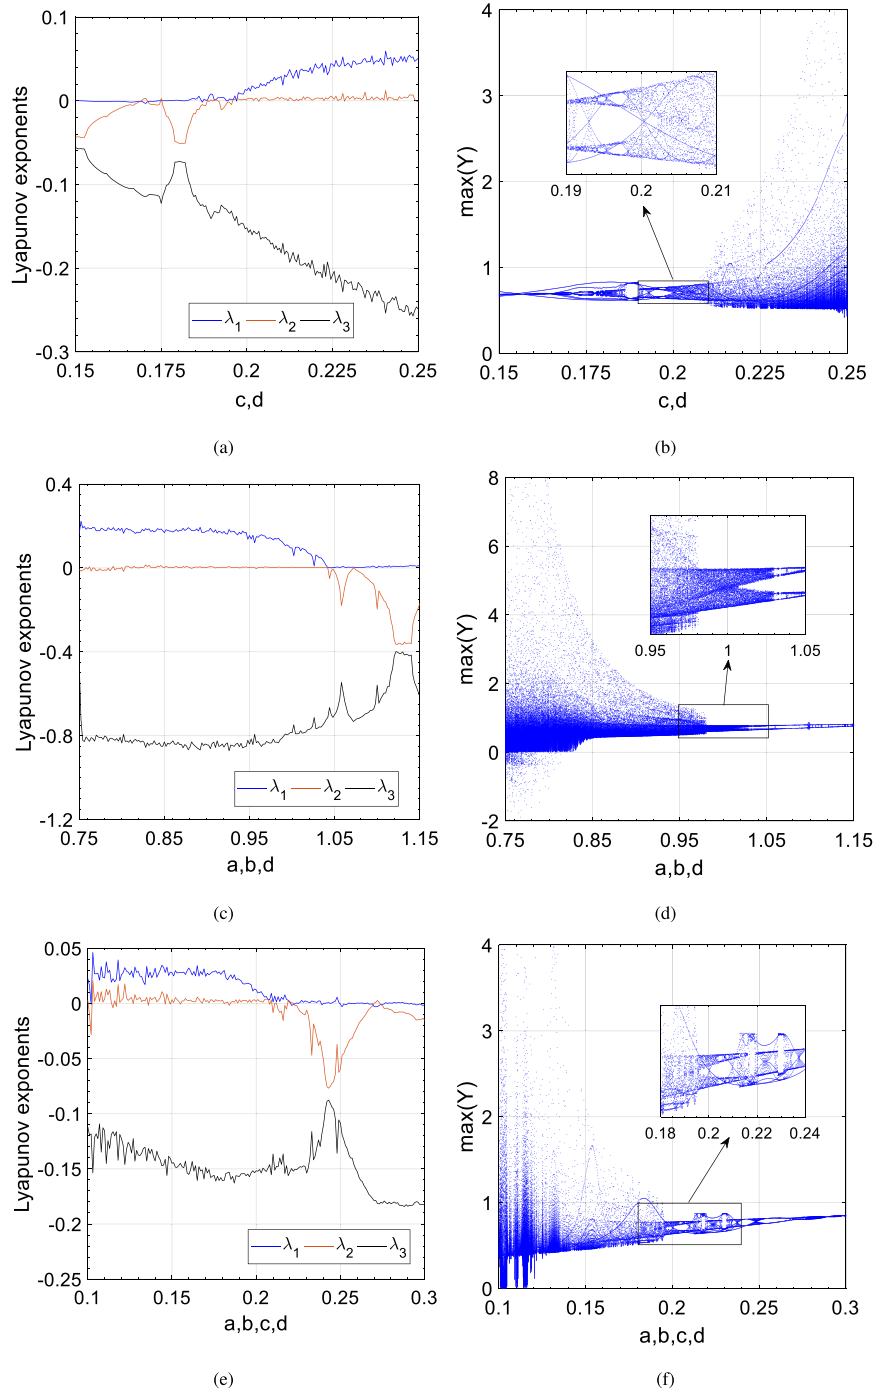 0.1
0
-0.1
-0.2
-0.3
Lyapunov exponents
λ1 λ2 λ3
0.15 0.175 0.2 0.225 0.25
c,d
(a)
4
3
2
1
0
max(Y)
0.19 0.2 0.21
0.15 0.175 0.2 0.225 0.25
c,d
(b)
0.4
0
-0.4
-0.8
-1.2
Lyapunov exponents
λ1 λ2 λ3
0.75 0.85 0.95 1.05 1.15
a,b,d
(c)
8
6
4
2
0
-2
max(Y)
0.95 1 1.05
0.75 0.85 0.95 1.05 1.15
a,b,d
(d)
0.05
0
-0.05
-0.1
-0.15
-0.2
-0.25
Lyapunov exponents
λ1 λ2 λ3
0.1 0.15 0.2 0.25 0.3
a,b,c,d
(e)
4
3
2
1
0
max(Y)
0.18 0.2 0.22 0.24
0.1 0.15 0.2 0.25 0.3
a,b,c,d
(f)